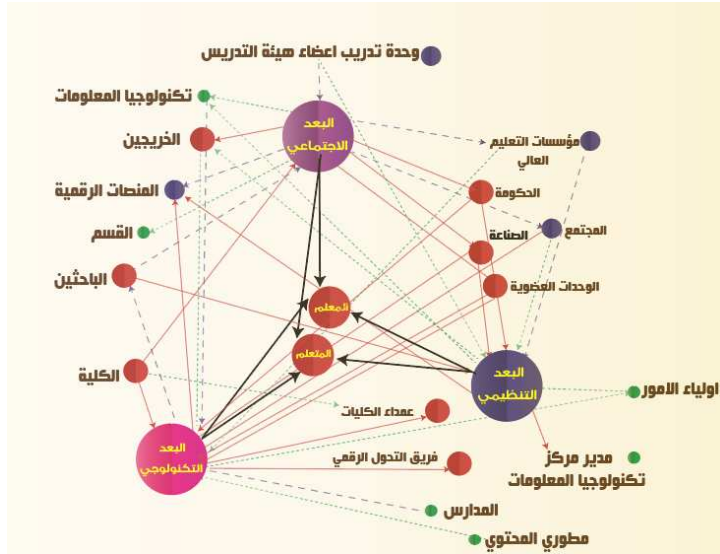 وحدة تدريب اعضاء هيئة التدريس
تكنولوجيا المعلومات
البعد
الاجتماعي
الخريجين
مؤسسات التعليم
العالي
المنصات الرقمية
الحكومة
القسم
الصناعة
المجتمع
الباحثين
الوحدات العضوية
المعلم
المتعلم
الكلية
البعد
التنظيمي
اولياء الامور
عمداء الكليات
البعد
التكنولوجي
فريق التحول الرقمي
مدير مركز
تكنولوجيا المعلومات
المدارس
مطوري المحتوي